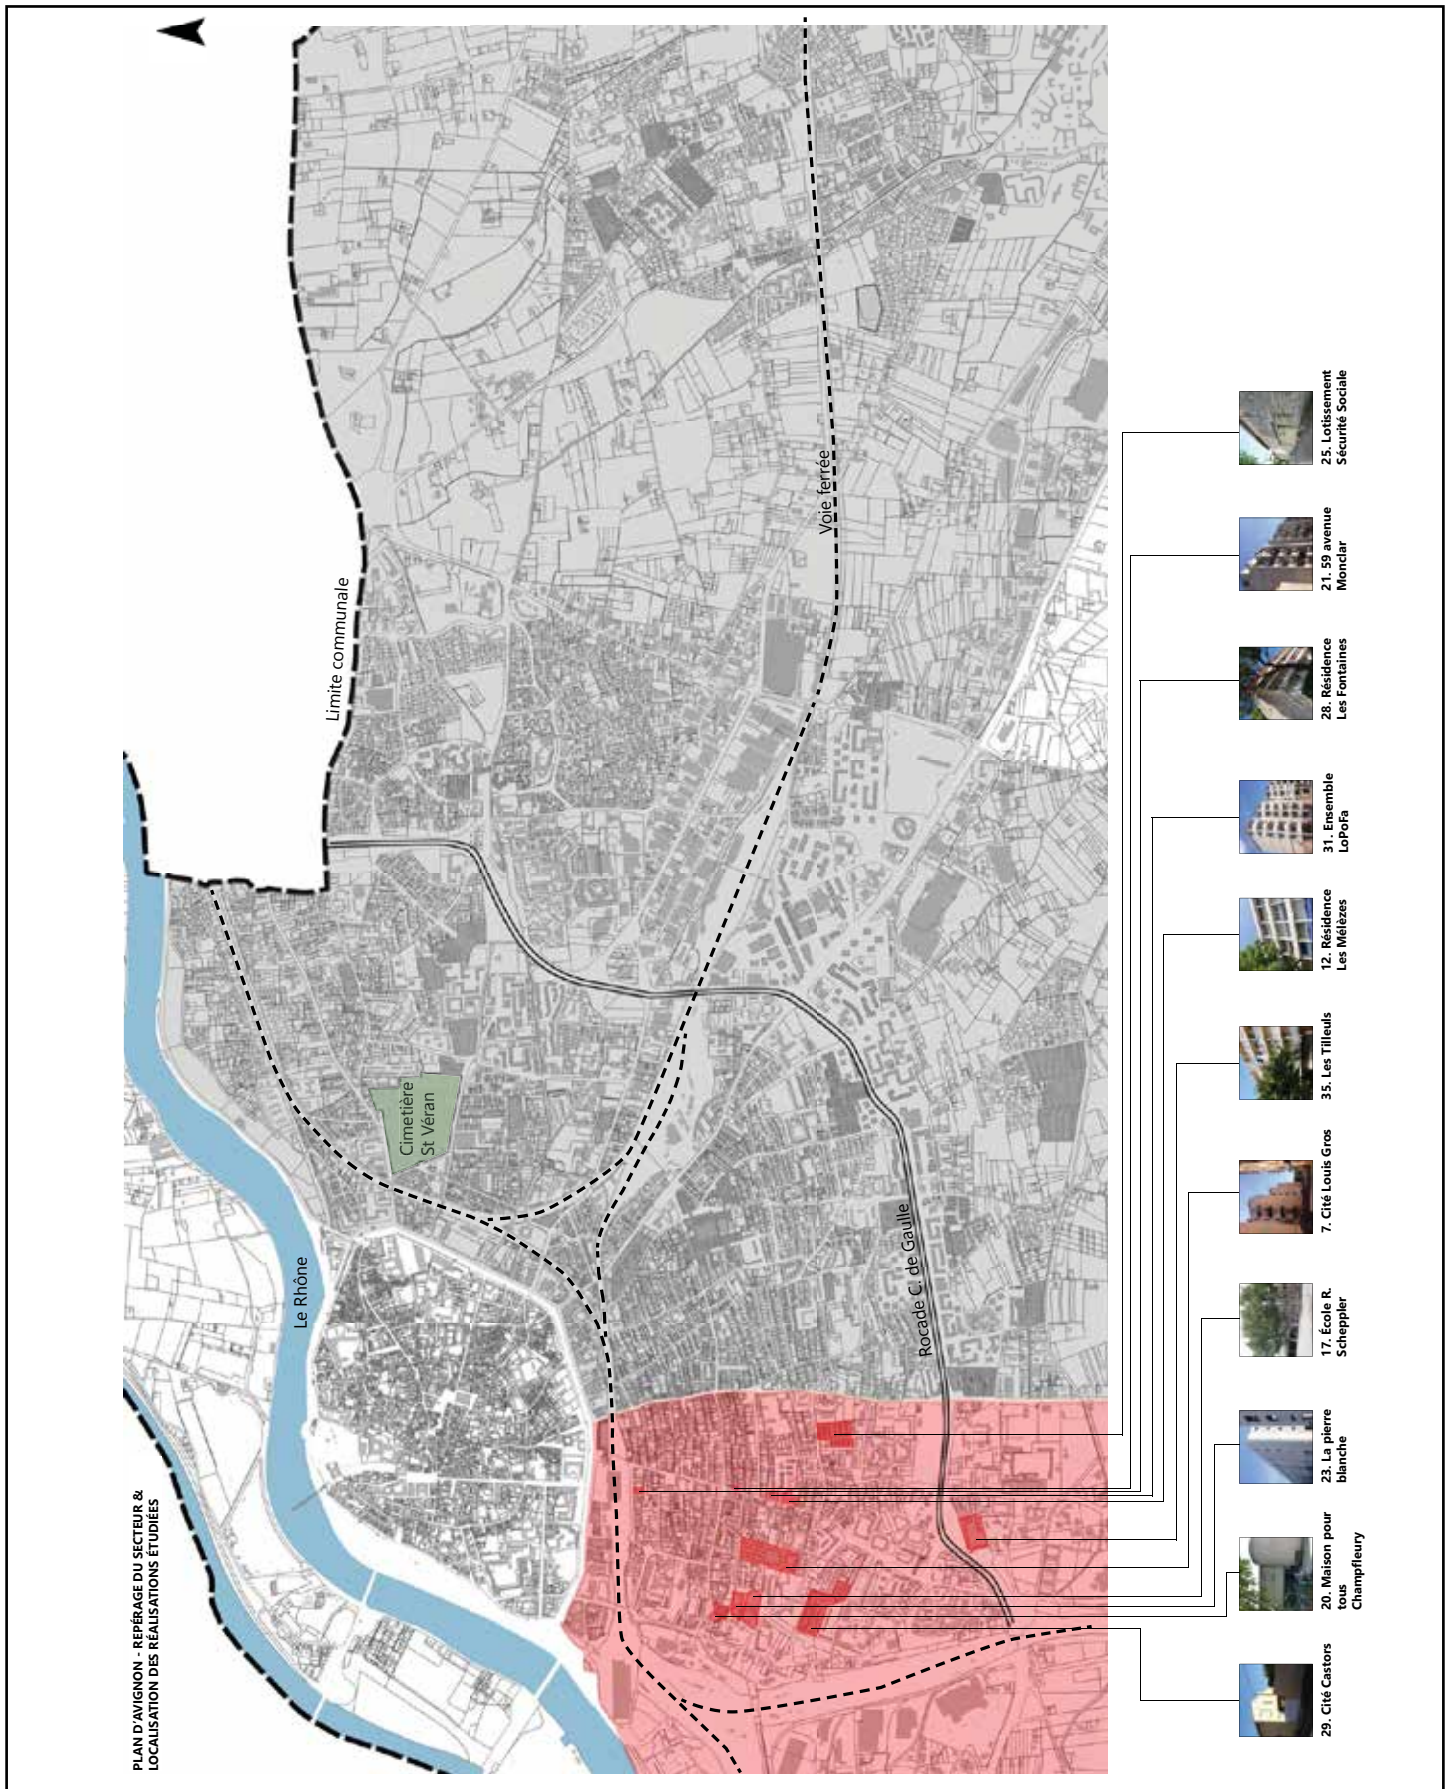 PLAN D'AVIGNON - REPÉRAGE DU SECTEUR &
LOCALISATION DES RÉALISATIONS ÉTUDIÉES
Limite communale
Le Rhône
Cimetière
St Véran
Voie ferrée
Rocade C. de Gaulle
29. Cité Castors
20. Maison pour
tous
Champfleury
23. La pierre
blanche
17. École R.
Scheppler
7. Cité Louis Gros
35. Les Tilleuls
12. Résidence
Les Mélèzes
31. Ensemble
LoPoFa
28. Résidence
Les Fontaines
21. 59 avenue
Monclar
25. Lotissement
Sécurité Sociale